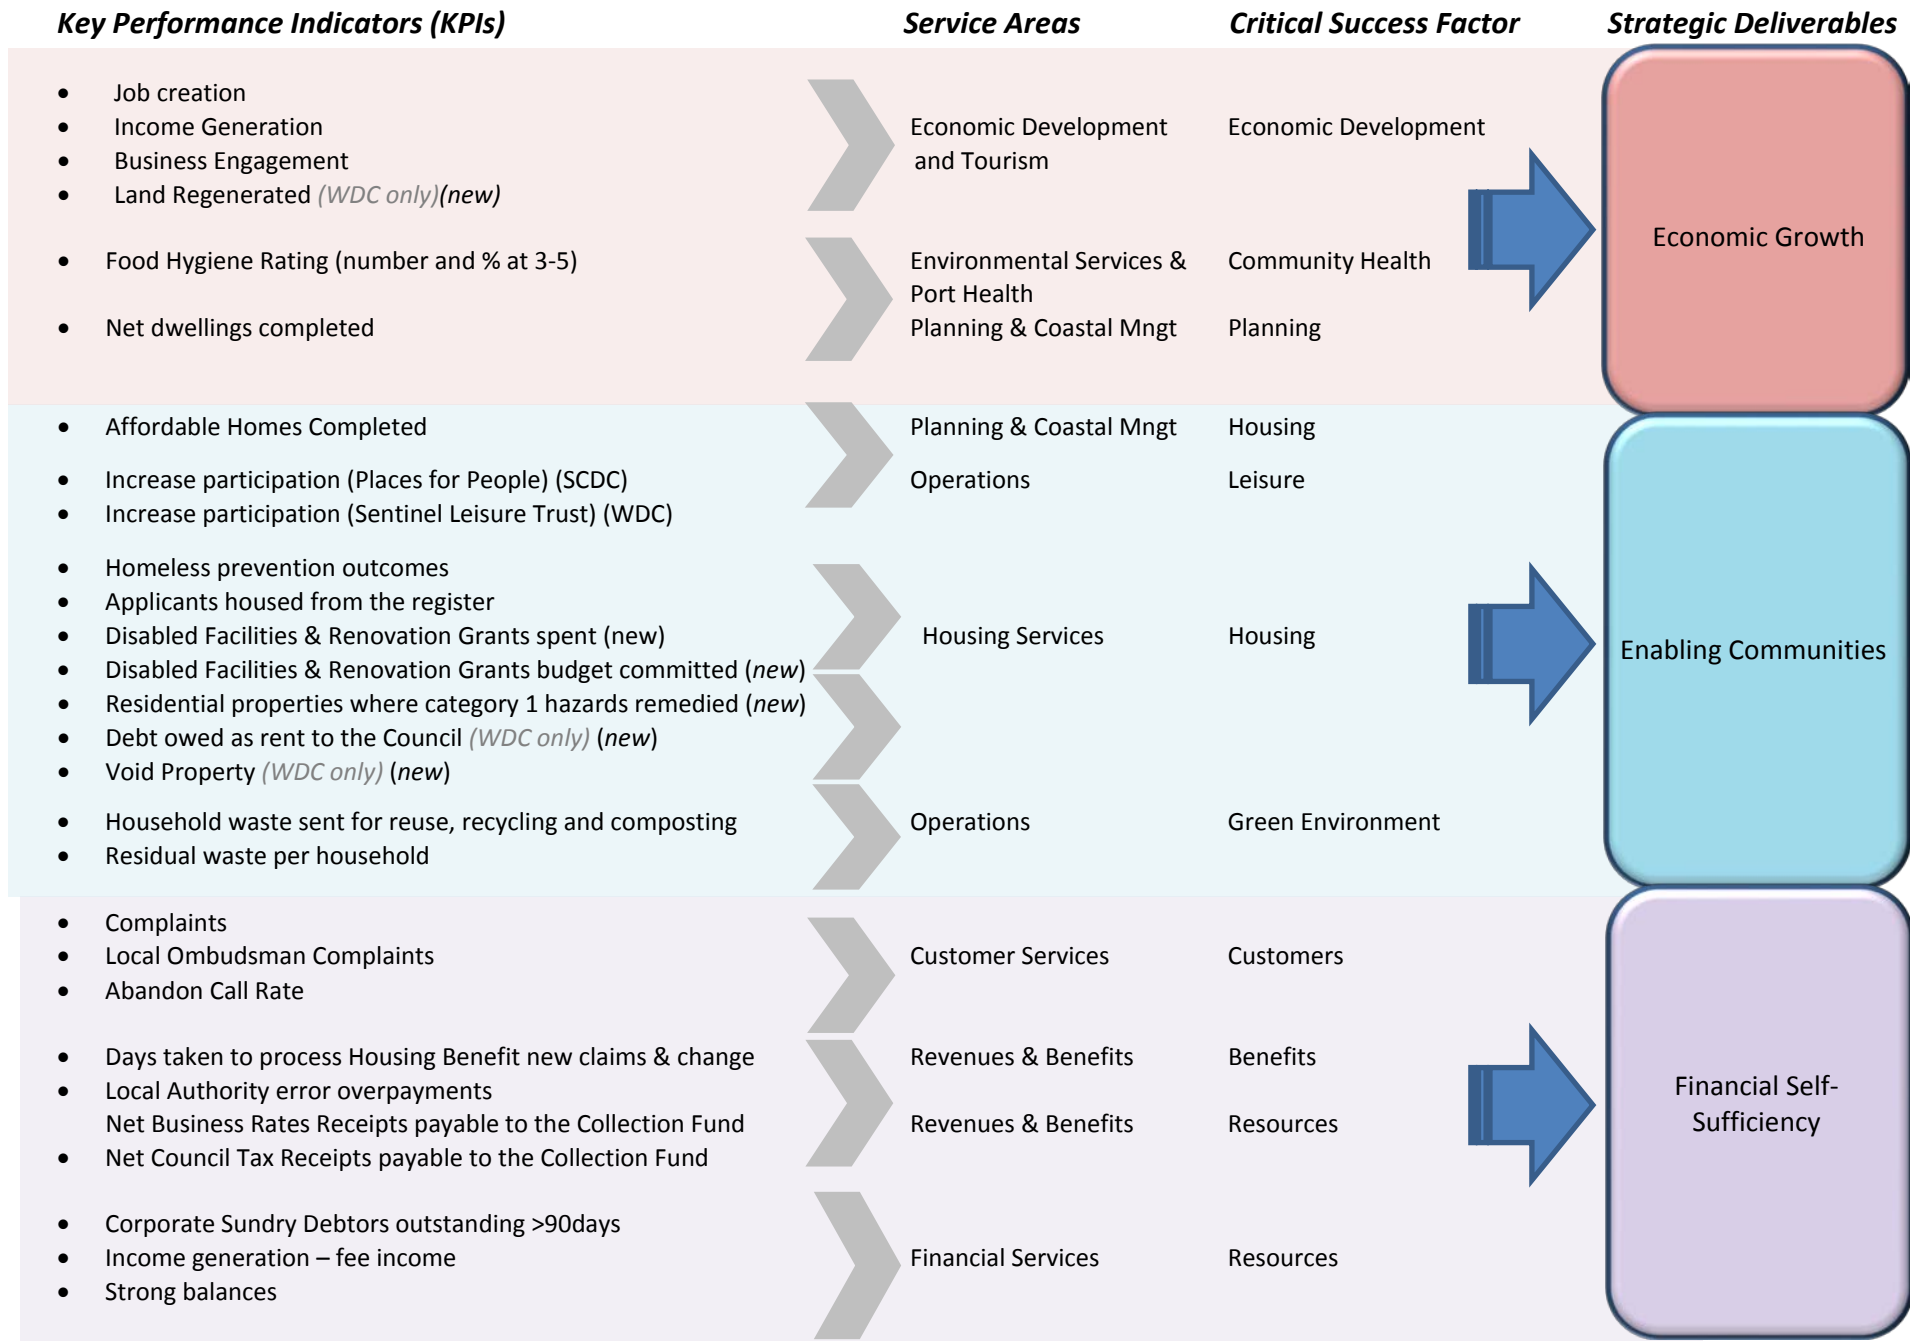 Key Performance Indicators (KPIs) Service Areas Critical Success Factor Strategic Deliverables
• Job creation
• Income Generation Economic Development Economic Development
• Business Engagement and Tourism
• Land Regenerated (WDC only)(new)
Economic Growth
• Food Hygiene Rating (number and % at 3-5) Environmental Services & Community Health
Port Health
• Net dwellings completed Planning & Coastal Mngt Planning
• Affordable Homes Completed Planning & Coastal Mngt Housing
• Increase participation (Places for People) (SCDC) Operations Leisure
• Increase participation (Sentinel Leisure Trust) (WDC)
• Homeless prevention outcomes
• Applicants housed from the register
• Disabled Facilities & Renovation Grants spent (new) Housing Services Housing
Enabling Communities
• Disabled Facilities & Renovation Grants budget committed (new)
• Residential properties where category 1 hazards remedied (new)
• Debt owed as rent to the Council (WDC only) (new)
• Void Property (WDC only) (new)
• Household waste sent for reuse, recycling and composting Operations Green Environment
• Residual waste per household
• Complaints
• Local Ombudsman Complaints Customer Services Customers
• Abandon Call Rate
• Days taken to process Housing Benefit new claims & change Revenues & Benefits Benefits
• Local Authority error overpayments Financial Self-
Net Business Rates Receipts payable to the Collection Fund Revenues & Benefits Resources Sufficiency
• Net Council Tax Receipts payable to the Collection Fund
• Corporate Sundry Debtors outstanding >90days
• Income generation – fee income Financial Services Resources
• Strong balances